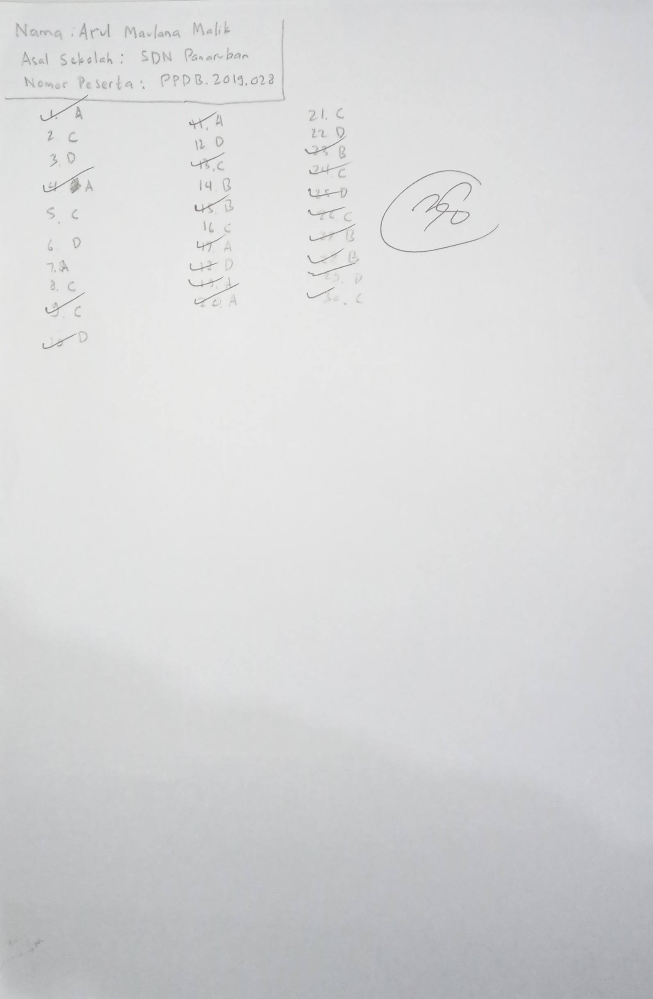 Nama : Arul Maulana Malik
Asal Sekolah : SDN Panaruban
Nomor Peserta : PPDB.2019.028
1. A
2. C
3. D
4. A
5. C
6. D
7. A
8. C
9. C
10 D
11. A
12. D
13. C
14. B
15. B
16. C
17. A
18 D
19. A
20. A
21. C
22 D
23. B
24. C
25 D
26 C
27 B
28 B
29. D
30. C